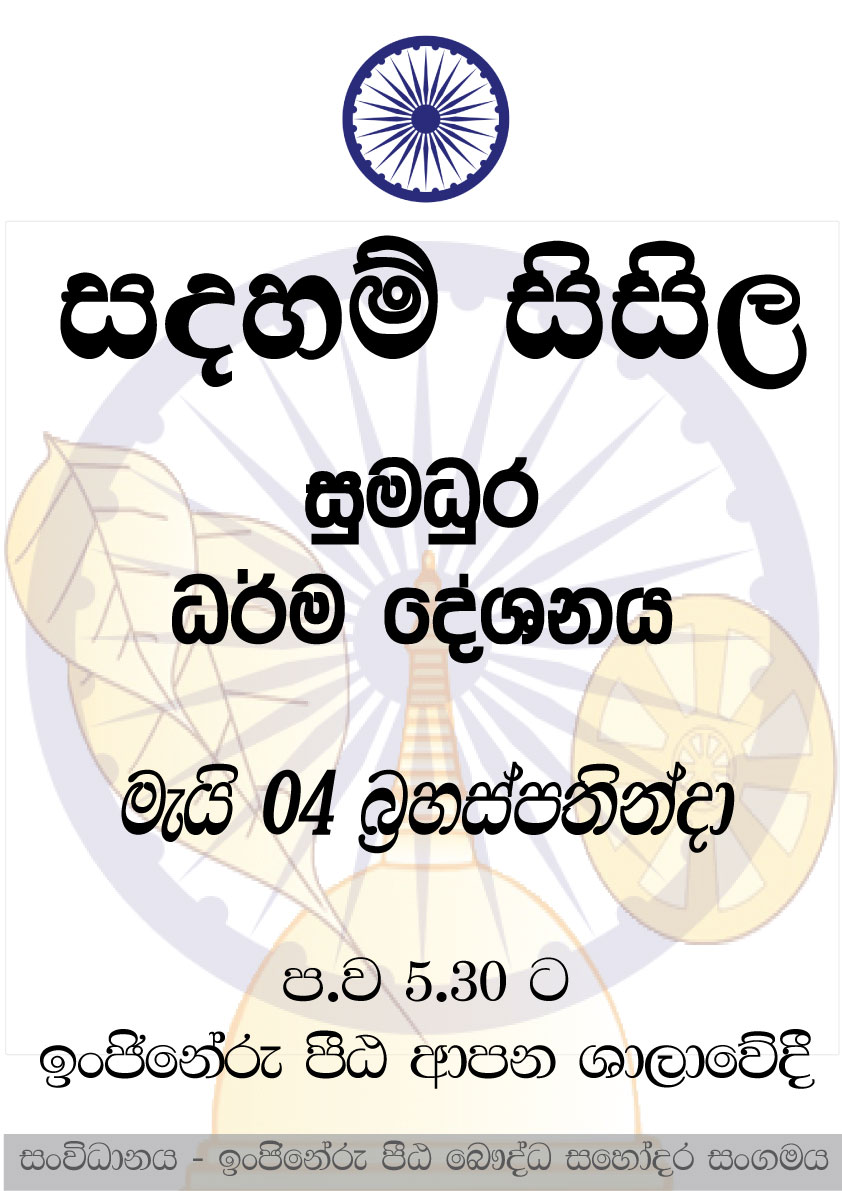 සදහම් සිසිල
සුමධුර
ධර්ම දේශනය
මැයි 04 බ්‍රහස්පතින්දා
ප.ව 5.30 ට
ඉංජිනේරු පීඨ ආපන ශාලාවේදී
සංවිධානය - ඉංජිනේරු පීඨ බෞද්ධ සහෝදර සංගමය